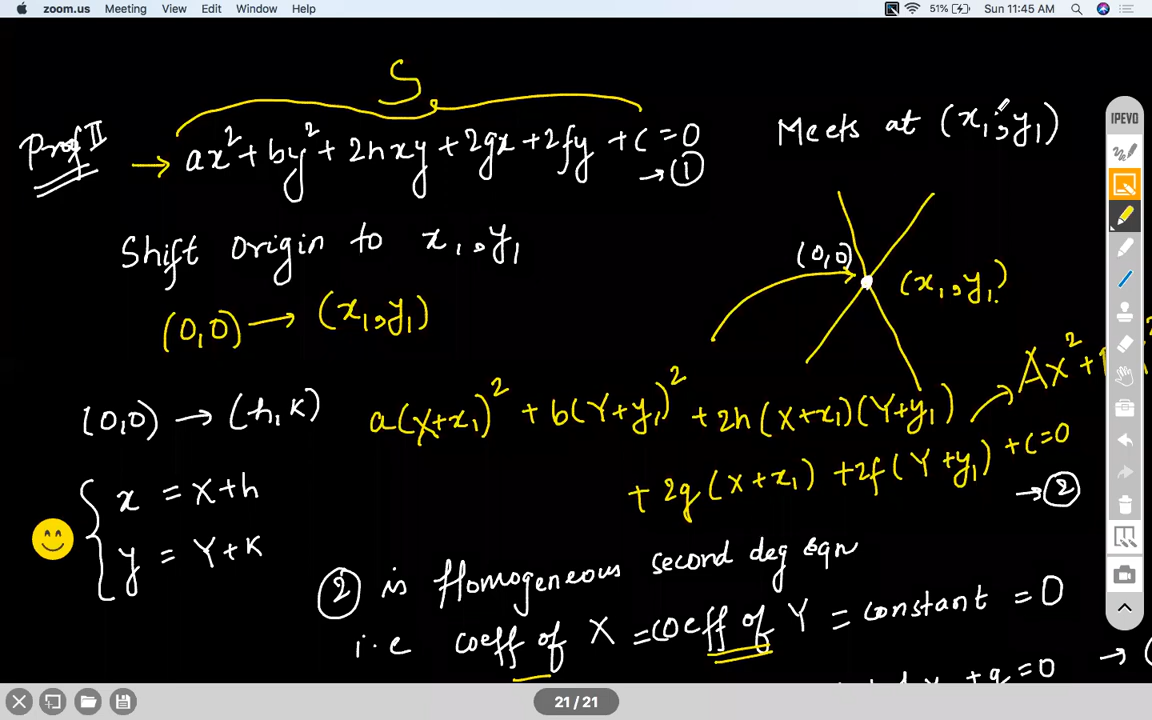 zoom.us Meeting View Edit Window Help 51% Sun 11:45 AM
S
Proof II
→ ax² + by² + 2hxy + 2gx + 2fy + c = 0
→ ①
Meets at (x₁, y₁)
Shift origin to x₁, y₁
(0,0) → (x₁, y₁)
(0,0)
(x₁, y₁)
(0,0) → (h, K)
{ x = X+h
y = Y+K
a(X+x₁)² + b(Y+y₁)² + 2h(X+x₁)(Y+y₁)
+ 2g(X+x₁) + 2f(Y+y₁) + c = 0
→ ②
Ax² +
② is Homogeneous second deg Eqn
i.e coeff of X = coeff of Y = constant = 0
+ g = 0 →
IPEVO
21 / 21